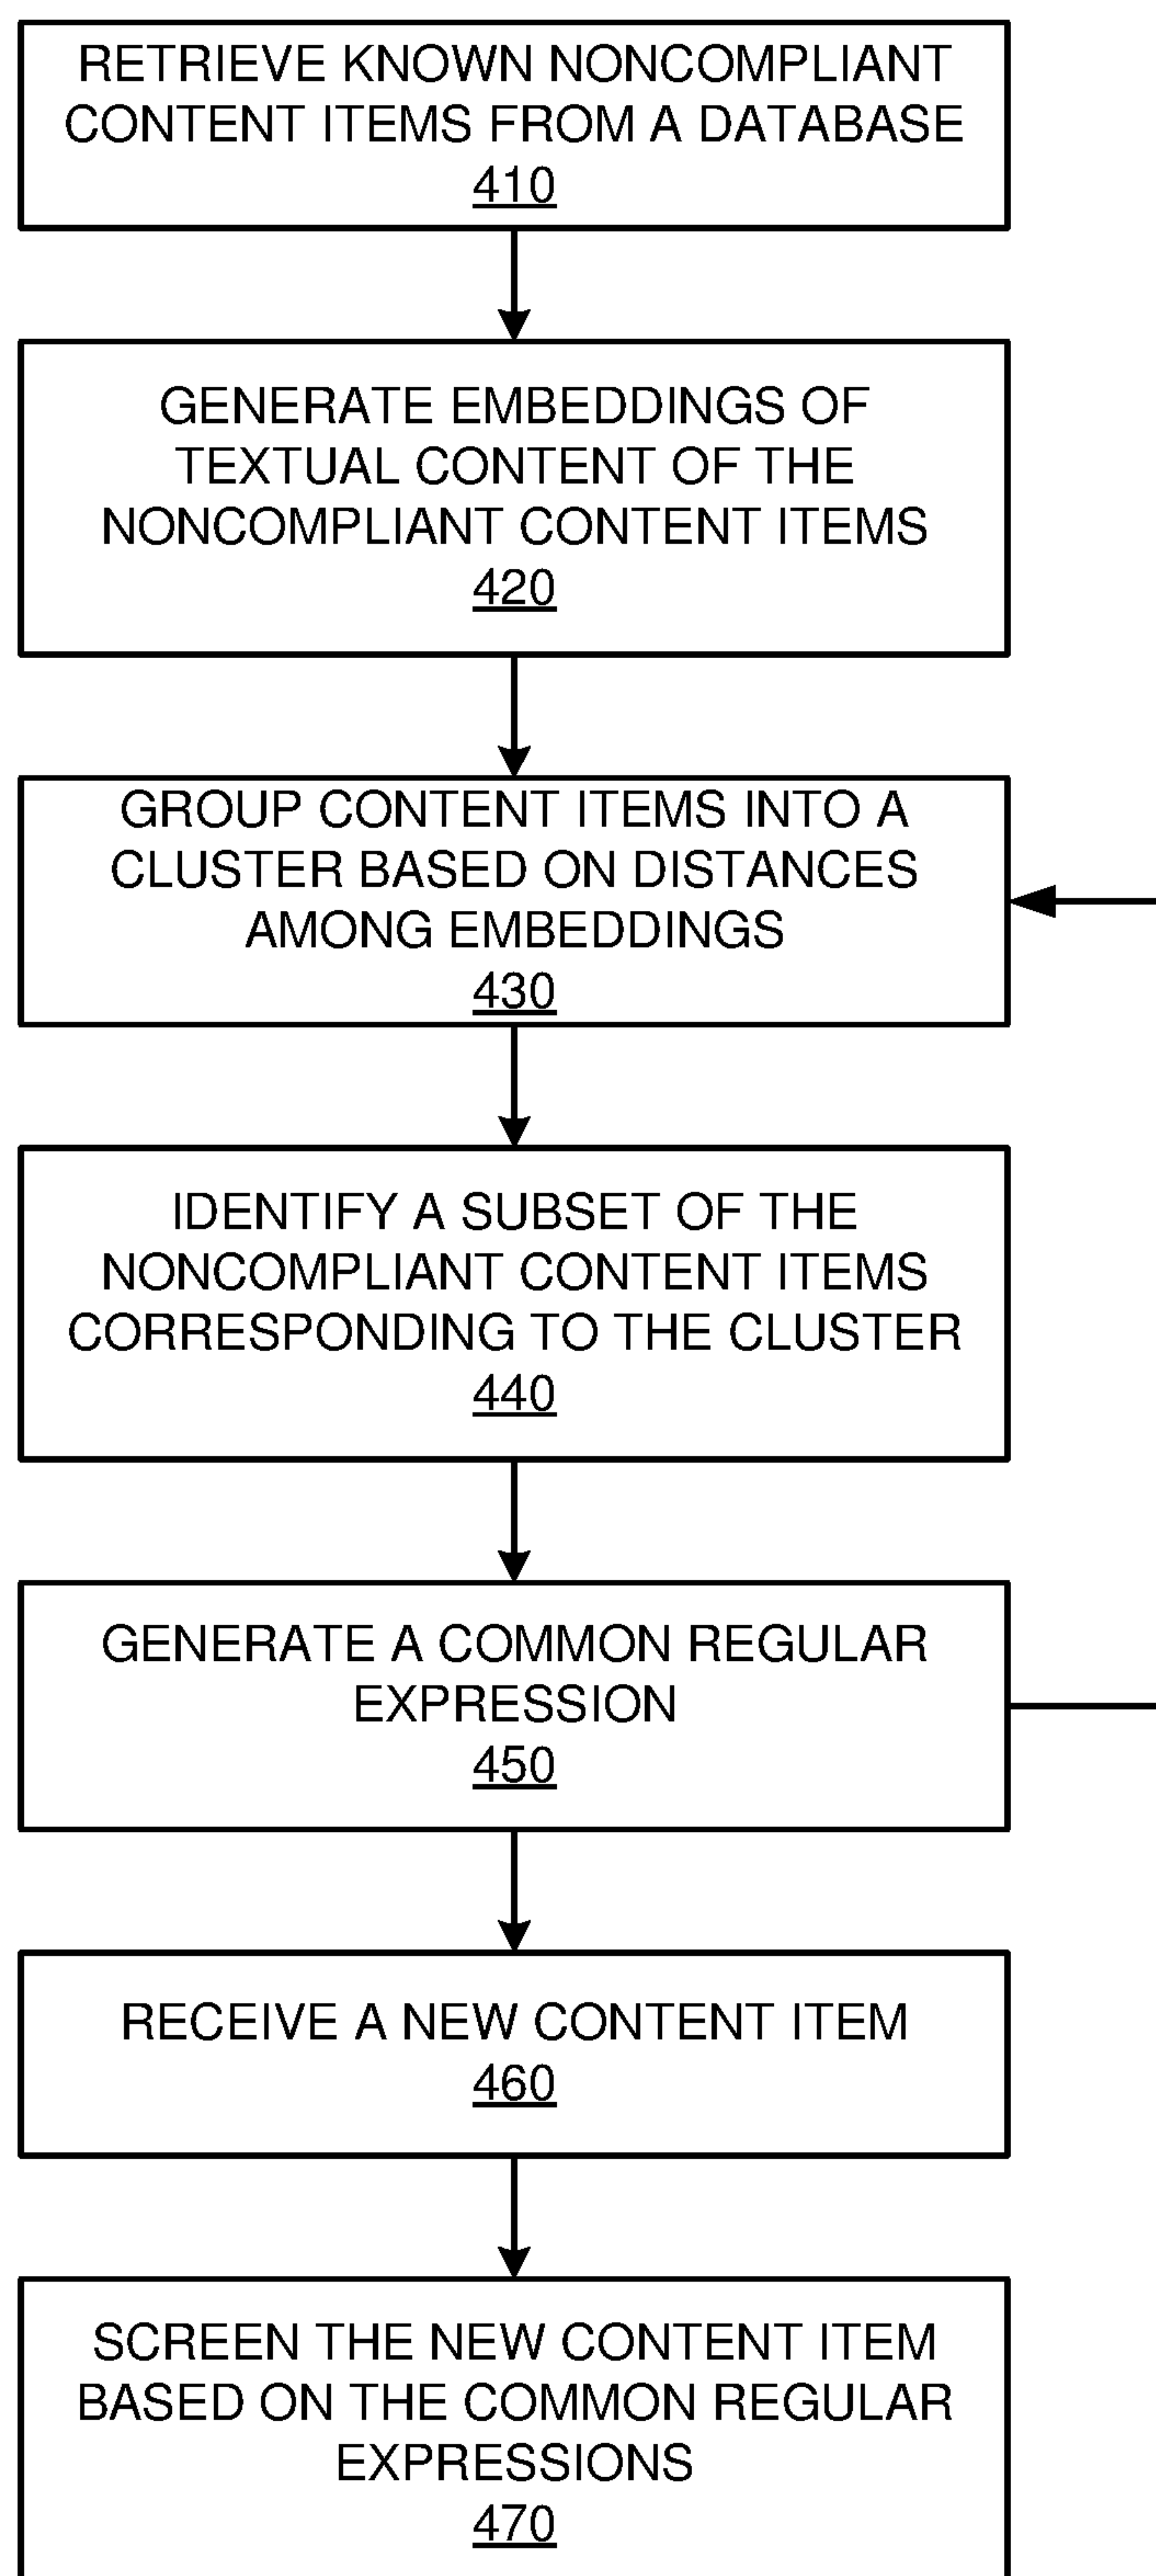 RETRIEVE KNOWN NONCOMPLIANT
CONTENT ITEMS FROM A DATABASE
410
GENERATE EMBEDDINGS OF
TEXTUAL CONTENT OF THE
NONCOMPLIANT CONTENT ITEMS
420
GROUP CONTENT ITEMS INTO A
CLUSTER BASED ON DISTANCES
AMONG EMBEDDINGS
430
IDENTIFY A SUBSET OF THE
NONCOMPLIANT CONTENT ITEMS
CORRESPONDING TO THE CLUSTER
440
GENERATE A COMMON REGULAR
EXPRESSION
450
RECEIVE A NEW CONTENT ITEM
460
SCREEN THE NEW CONTENT ITEM
BASED ON THE COMMON REGULAR
EXPRESSIONS
470